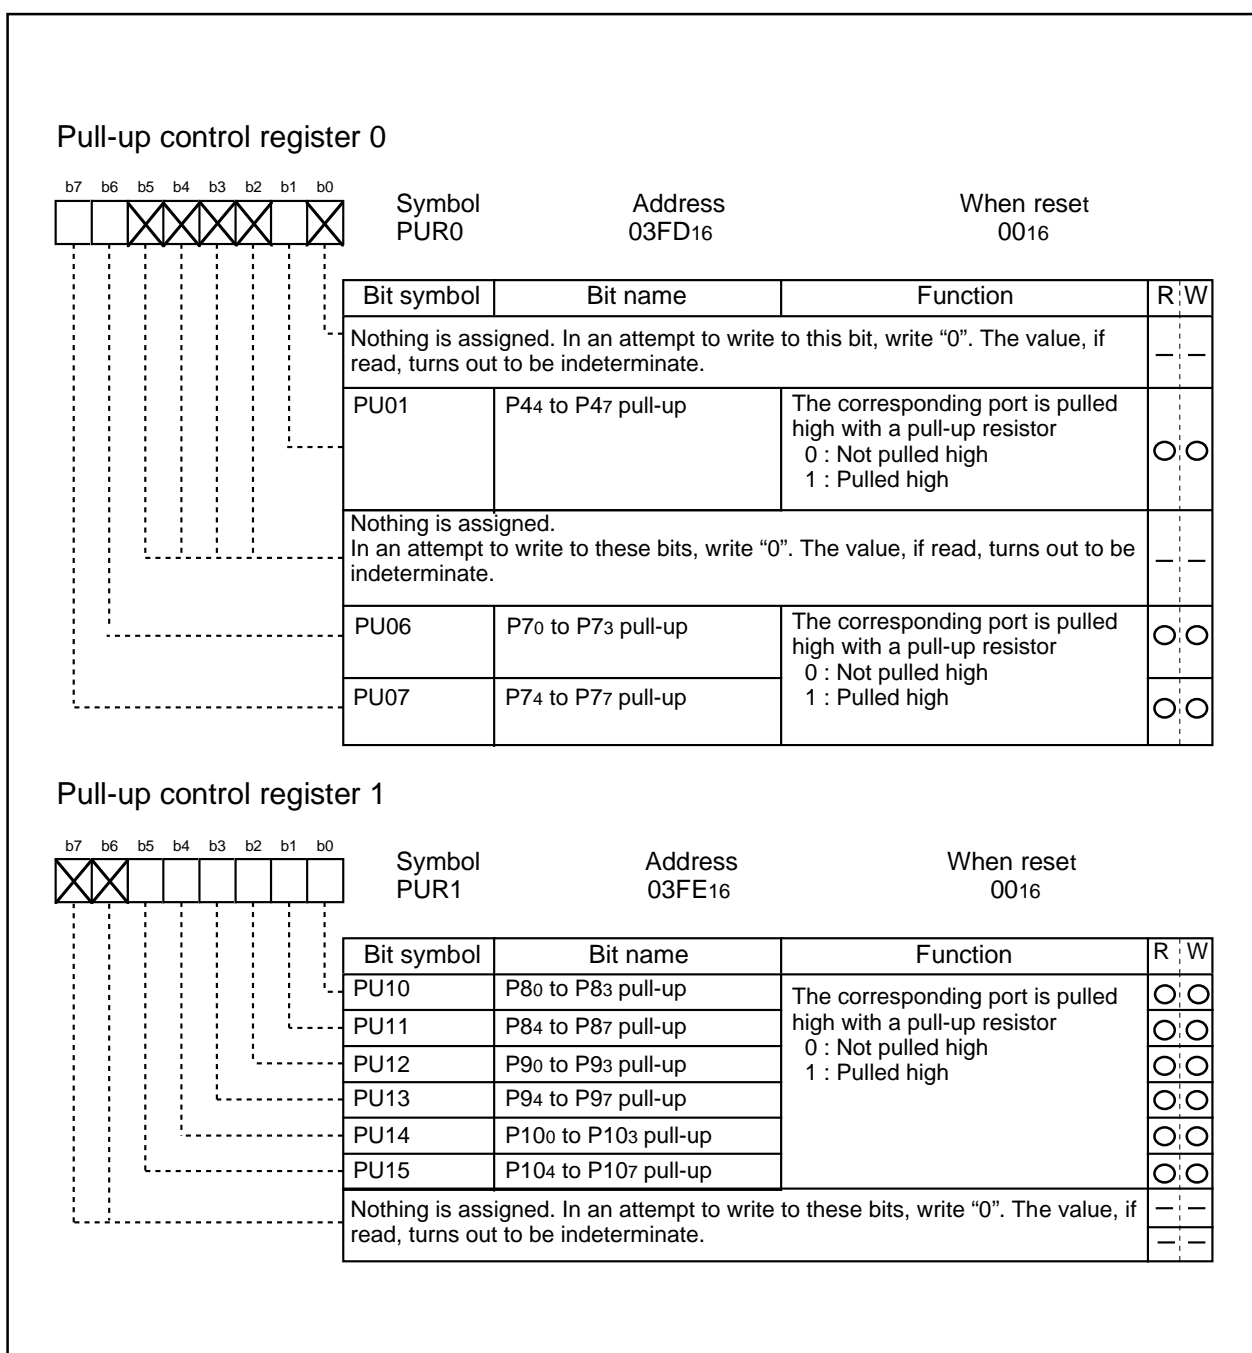 Pull-up control register 0
b7 b6 b5 b4 b3 b2 b1 b0
Symbol Address When reset
PUR0 03FD16 0016
Bit symbol Bit name Function R W
Nothing is assigned. In an attempt to write to this bit, write “0”. The value, if
read, turns out to be indeterminate.
PU01 P44 to P47 pull-up The corresponding port is pulled
high with a pull-up resistor
0 : Not pulled high
1 : Pulled high
Nothing is assigned.
In an attempt to write to these bits, write “0”. The value, if read, turns out to be
indeterminate.
PU06 P70 to P73 pull-up The corresponding port is pulled
high with a pull-up resistor
0 : Not pulled high
PU07 P74 to P77 pull-up 1 : Pulled high
Pull-up control register 1
b7 b6 b5 b4 b3 b2 b1 b0
Symbol Address When reset
PUR1 03FE16 0016
Bit symbol Bit name Function R W
PU10 P80 to P83 pull-up The corresponding port is pulled
PU11 P84 to P87 pull-up high with a pull-up resistor
0 : Not pulled high
PU12 P90 to P93 pull-up 1 : Pulled high
PU13 P94 to P97 pull-up
PU14 P100 to P103 pull-up
PU15 P104 to P107 pull-up
Nothing is assigned. In an attempt to write to these bits, write “0”. The value, if
read, turns out to be indeterminate.